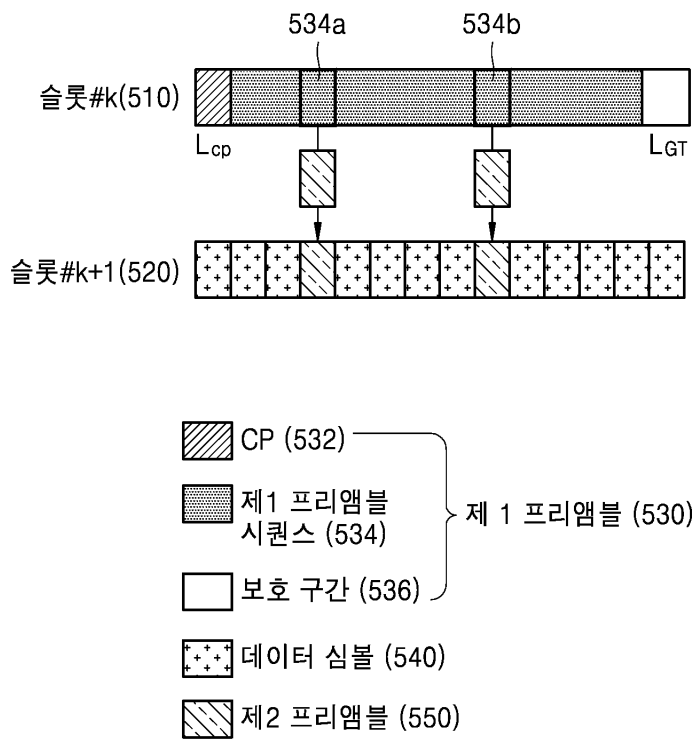 534a 534b
슬롯#k(510)
Lcp LGT
슬롯#k+1(520)
CP (532)
제1 프리앰블
시퀀스 (534)
제 1 프리앰블 (530)
보호 구간 (536)
데이터 심볼 (540)
제2 프리앰블 (550)